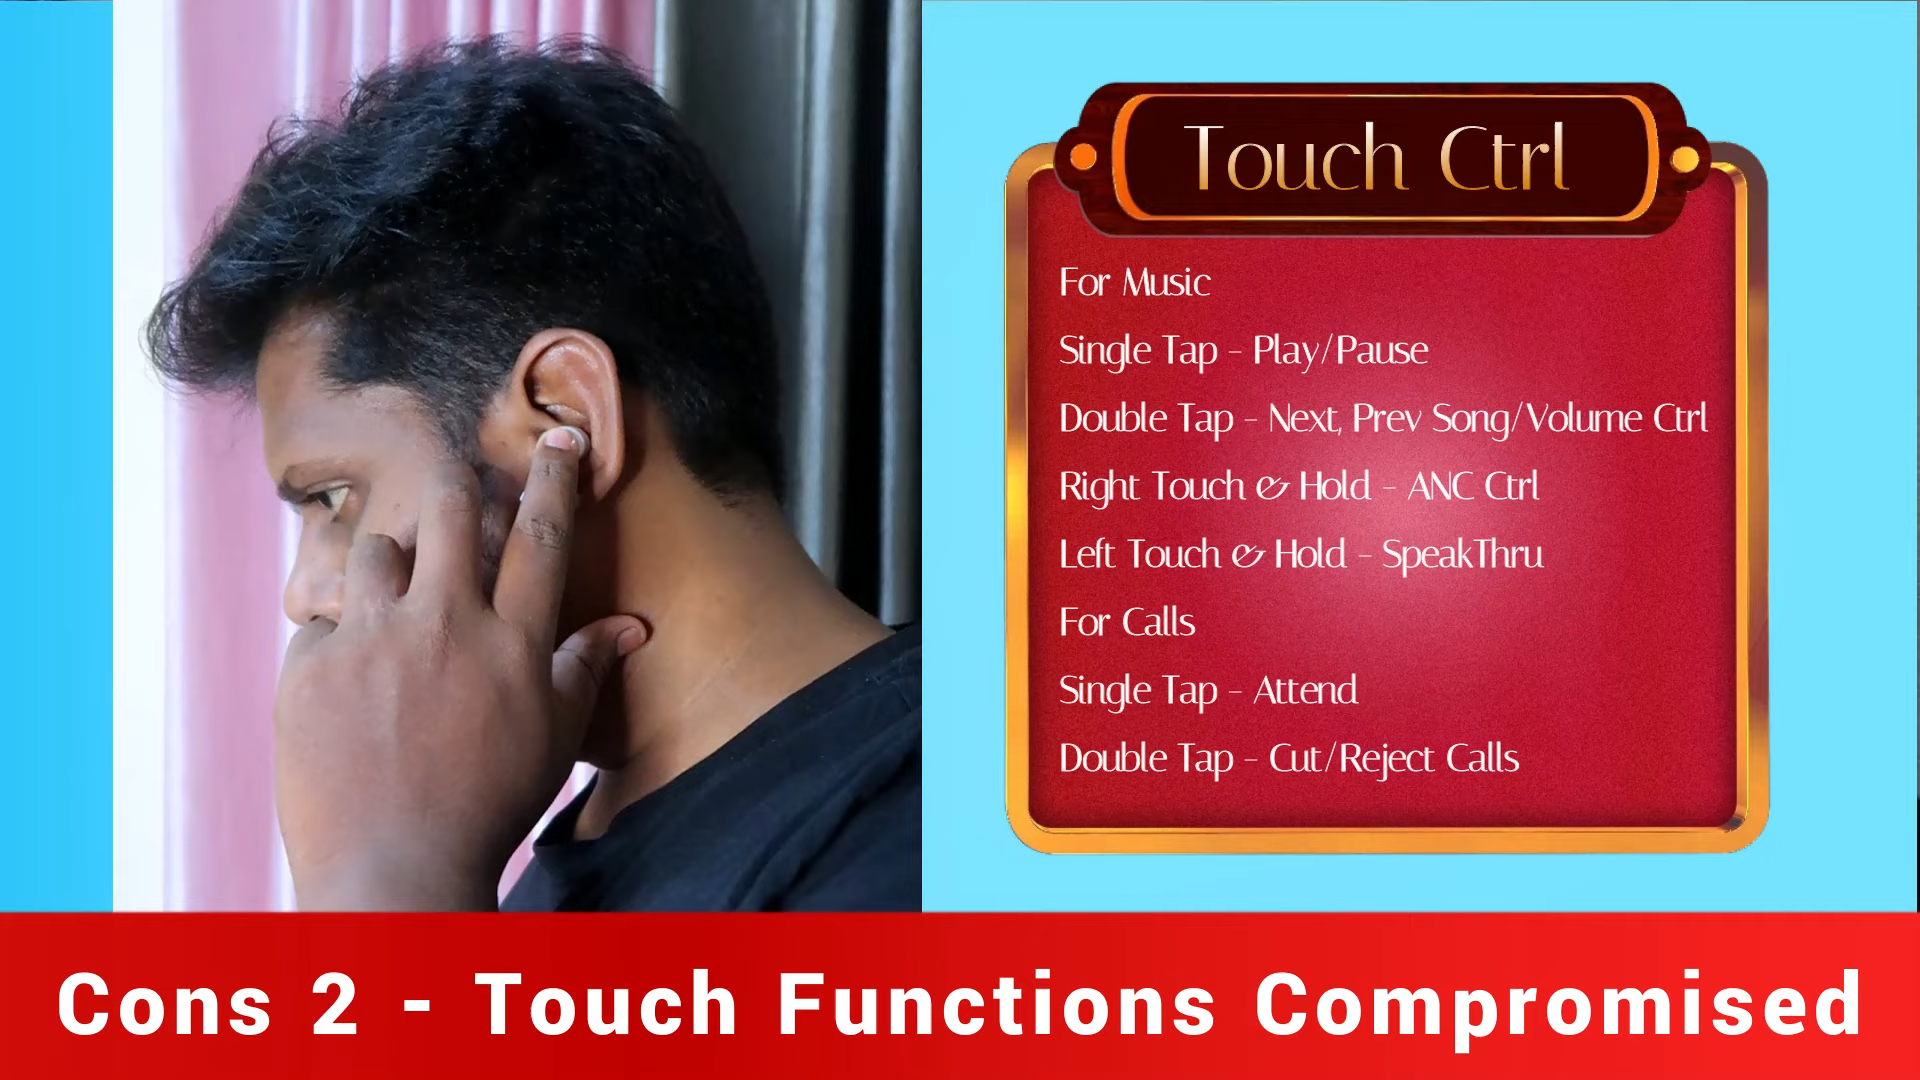 Touch Ctrl
For Music
Single Tap - Play/Pause
Double Tap - Next, Prev Song/Volume Ctrl
Right Touch & Hold - ANC Ctrl
Left Touch & Hold - SpeakThru
For Calls
Single Tap - Attend
Double Tap - Cut/Reject Calls
Cons 2 - Touch Functions Compromised